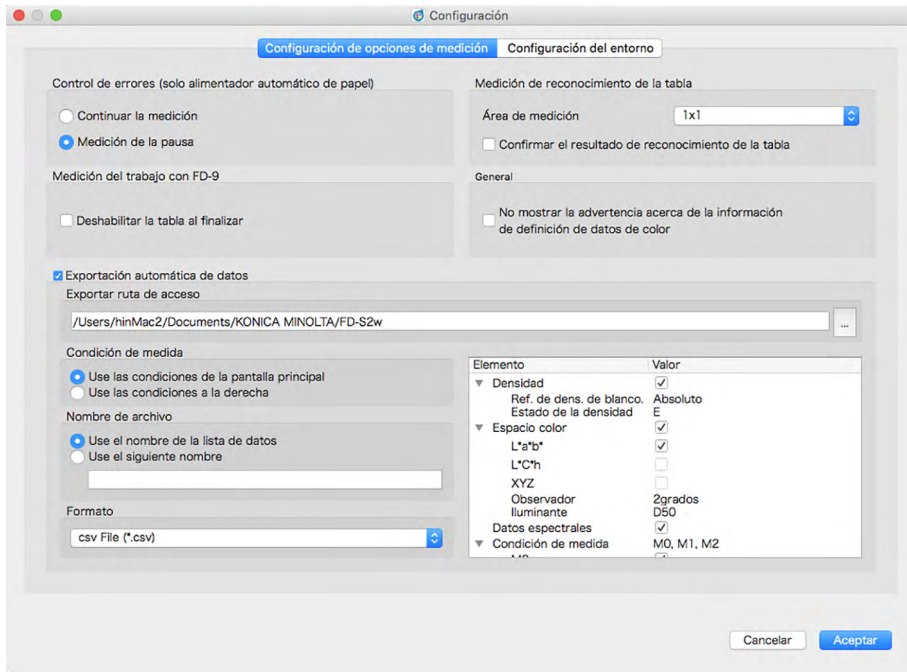 Configuración
Configuración de opciones de medición
Configuración del entorno
Control de errores (solo alimentador automático de papel)
Continuar la medición
Medición de la pausa
Medición de reconocimiento de la tabla
Área de medición
1x1
Confirmar el resultado de reconocimiento de la tabla
Medición del trabajo con FD-9
Deshabilitar la tabla al finalizar
General
No mostrar la advertencia acerca de la información
de definición de datos de color
Exportación automática de datos
Exportar ruta de acceso
/Users/hinMac2/Documents/KONICA MINOLTA/FD-S2w
...
Condición de medida
Use las condiciones de la pantalla principal
Use las condiciones a la derecha
Nombre de archivo
Use el nombre de la lista de datos
Use el siguiente nombre
Formato
csv File (*.csv)
Elemento Valor
Densidad
Ref. de dens. de blanco. Absoluto
Estado de la densidad E
Espacio color
L*a*b*
L*C*h
XYZ
Observador 2grados
Iluminante D50
Datos espectrales
Condición de medida M0, M1, M2
Cancelar
Aceptar